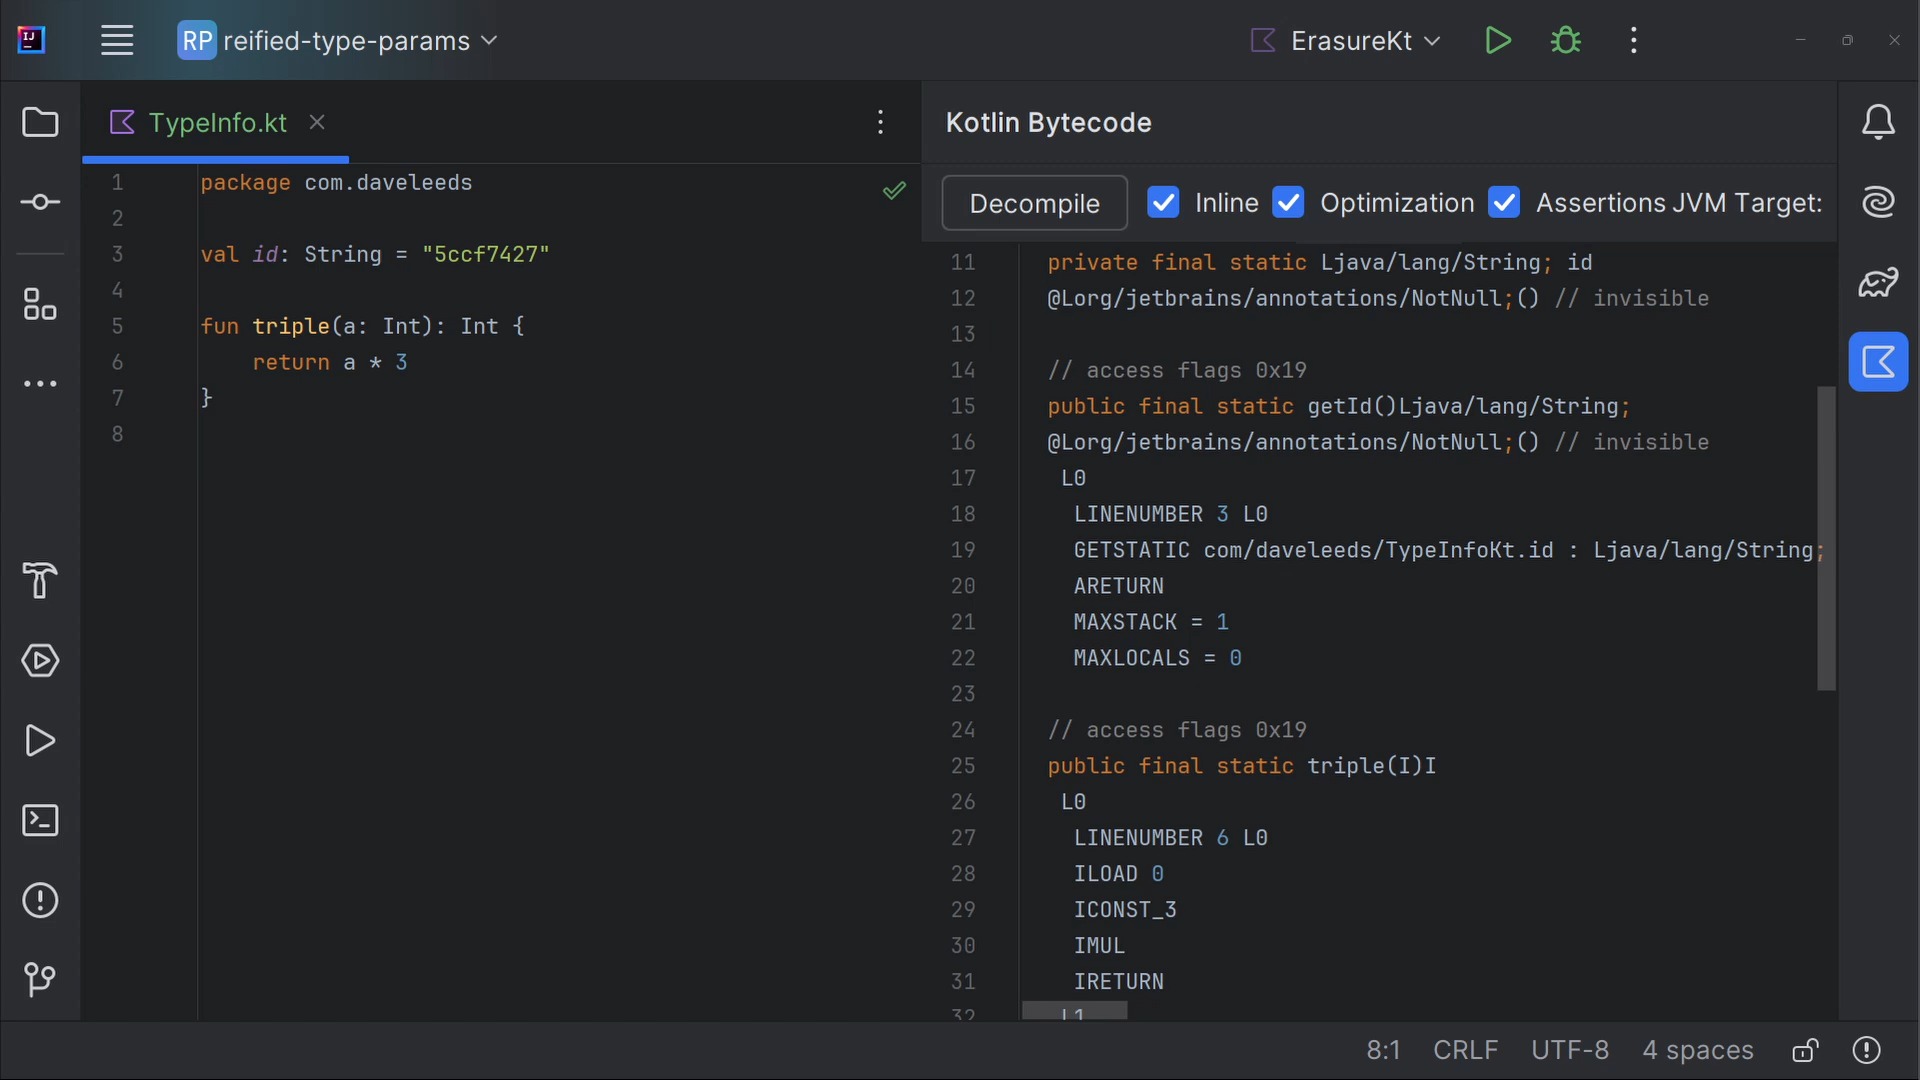 IJ
RP reified-type-params
ErasureKt
TypeInfo.kt
1 package com.daveleeds
2
3 val id: String = "5ccf7427"
4
5 fun triple(a: Int): Int {
6 return a * 3
7 }
8
Kotlin Bytecode
Decompile Inline Optimization Assertions JVM Target:
11 private final static Ljava/lang/String; id
12 @Lorg/jetbrains/annotations/NotNull;() // invisible
13
14 // access flags 0x19
15 public final static getId()Ljava/lang/String;
16 @Lorg/jetbrains/annotations/NotNull;() // invisible
17 L0
18 LINENUMBER 3 L0
19 GETSTATIC com/daveleeds/TypeInfoKt.id : Ljava/lang/String;
20 ARETURN
21 MAXSTACK = 1
22 MAXLOCALS = 0
23
24 // access flags 0x19
25 public final static triple(I)I
26 L0
27 LINENUMBER 6 L0
28 ILOAD 0
29 ICONST_3
30 IMUL
31 IRETURN
32 L1
8:1 CRLF UTF-8 4 spaces